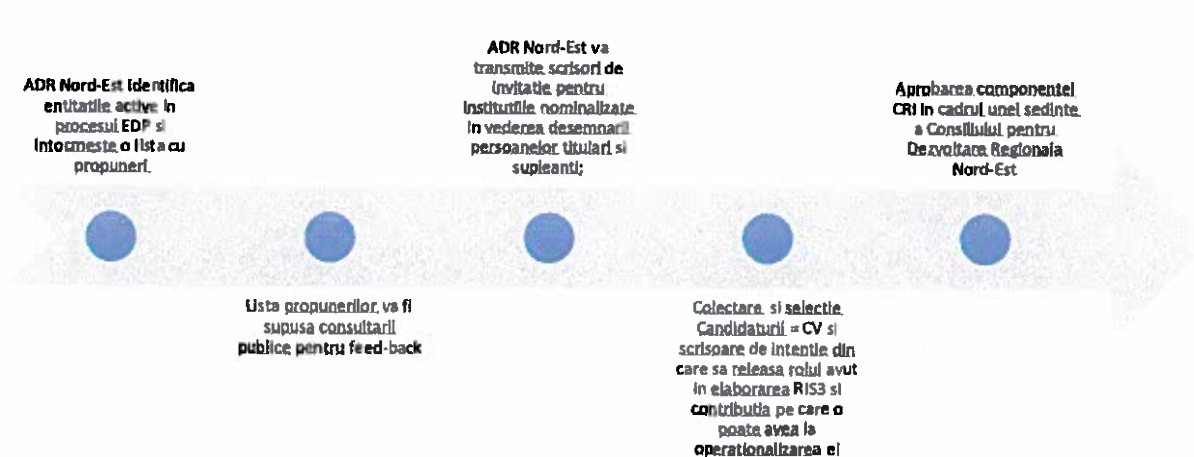 ADR Nord-Est identifica
entitatile active in
procesul EDP si
intocmeste o lista cu
propuneri.
Lista propunerilor va fi
supusa consultarii
publice pentru feed-back
ADR Nord-Est va
transmite scrisori de
invitatie pentru
institutiile nominalizate
in vederea desemnarii
persoanelor titulari si
supleanti;
Colectare si selectie
Candidaturii = CV si
scrisoare de intentie din
care sa releasa rolul avut
in elaborarea RIS3 si
contributia pe care o
poate avea la
operationalizarea ei
Aprobarea componentei
CRI in cadrul unei sedinte
a Consiliului pentru
Dezvoltare Regionala
Nord-Est